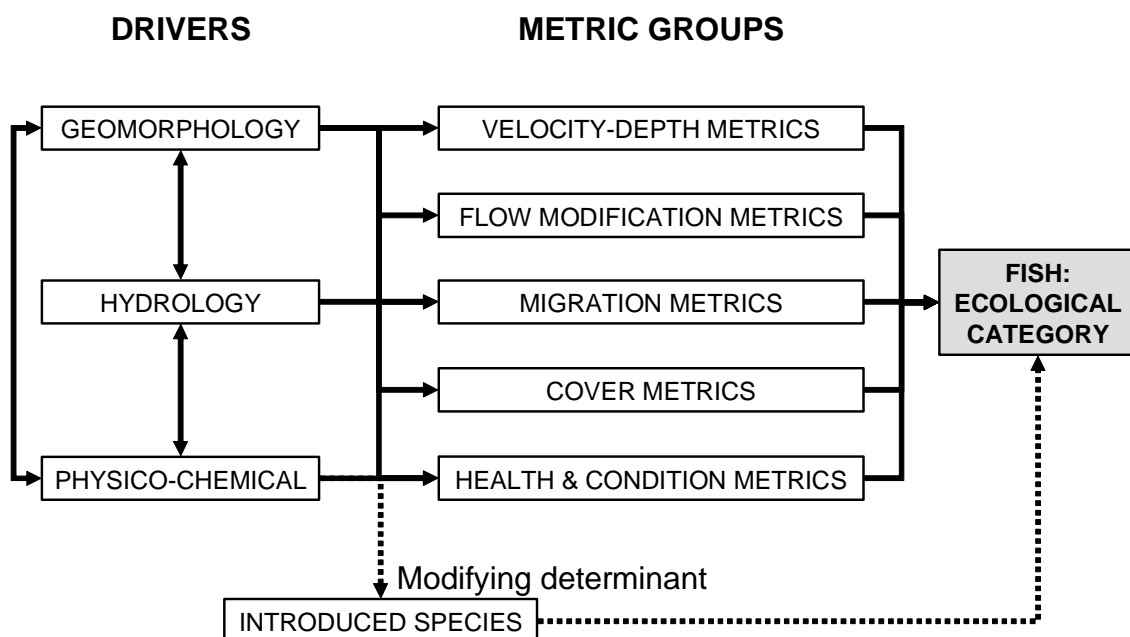 DRIVERS
METRIC GROUPS
GEOMORPHOLOGY
VELOCITY-DEPTH METRICS
FLOW MODIFICATION METRICS
HYDROLOGY
MIGRATION METRICS
FISH:
ECOLOGICAL
CATEGORY
COVER METRICS
PHYSICO-CHEMICAL
HEALTH & CONDITION METRICS
Modifying determinant
INTRODUCED SPECIES